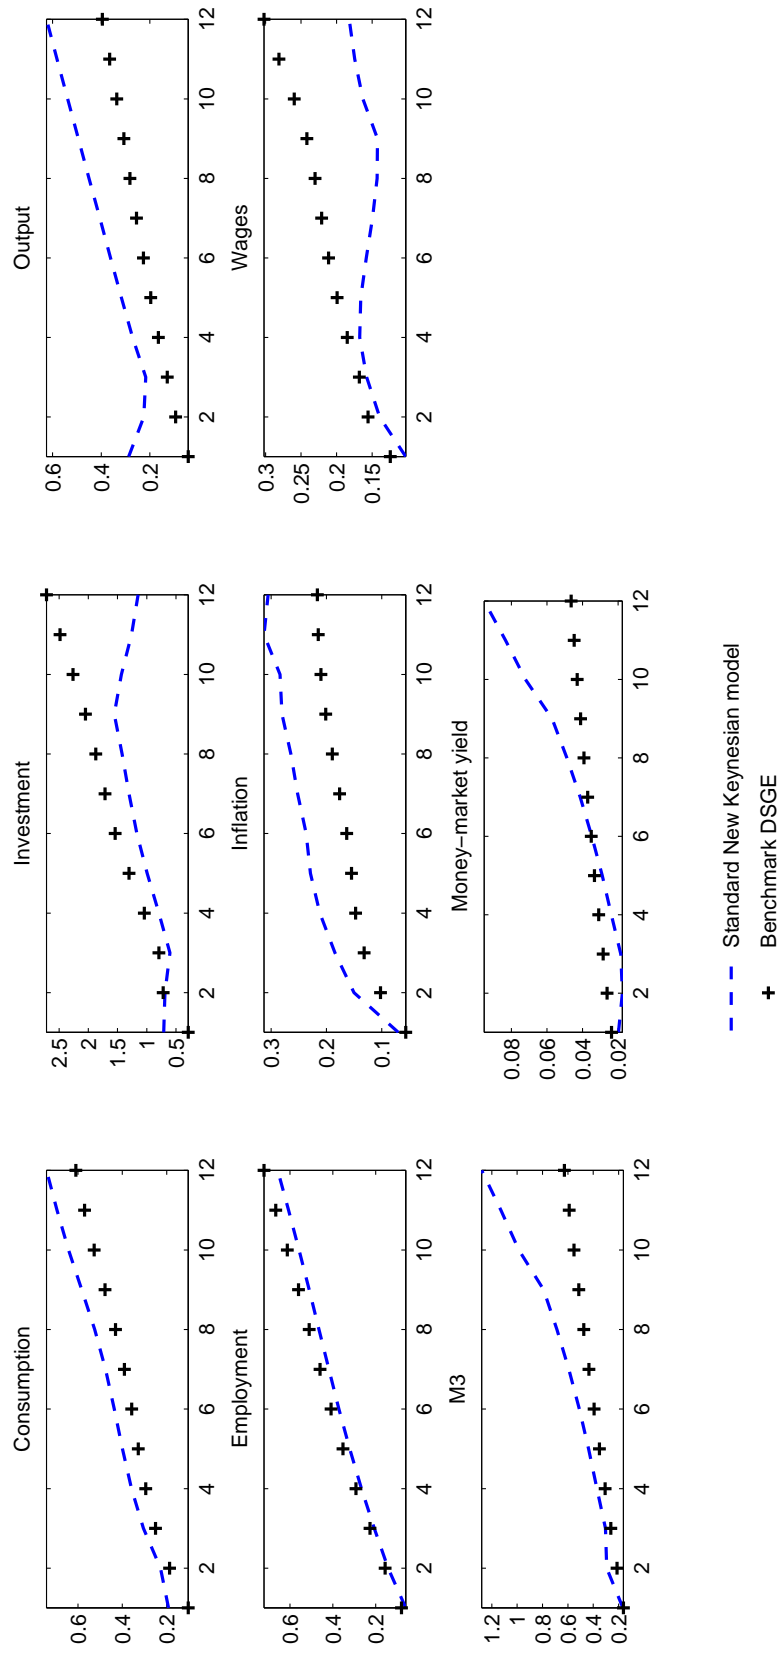 Consumption
0.6
0.4
0.2
2 4 6 8 10 12
Investment
2.5
2
1.5
1
0.5
2 4 6 8 10 12
Output
0.6
0.4
0.2
2 4 6 8 10 12
Employment
0.6
0.4
0.2
2 4 6 8 10 12
Inflation
0.3
0.2
0.1
2 4 6 8 10 12
Wages
0.3
0.25
0.2
0.15
2 4 6 8 10 12
M3
1.2
1
0.8
0.6
0.4
0.2
2 4 6 8 10 12
Money−market yield
0.08
0.06
0.04
0.02
2 4 6 8 10 12
Standard New Keynesian model
Benchmark DSGE